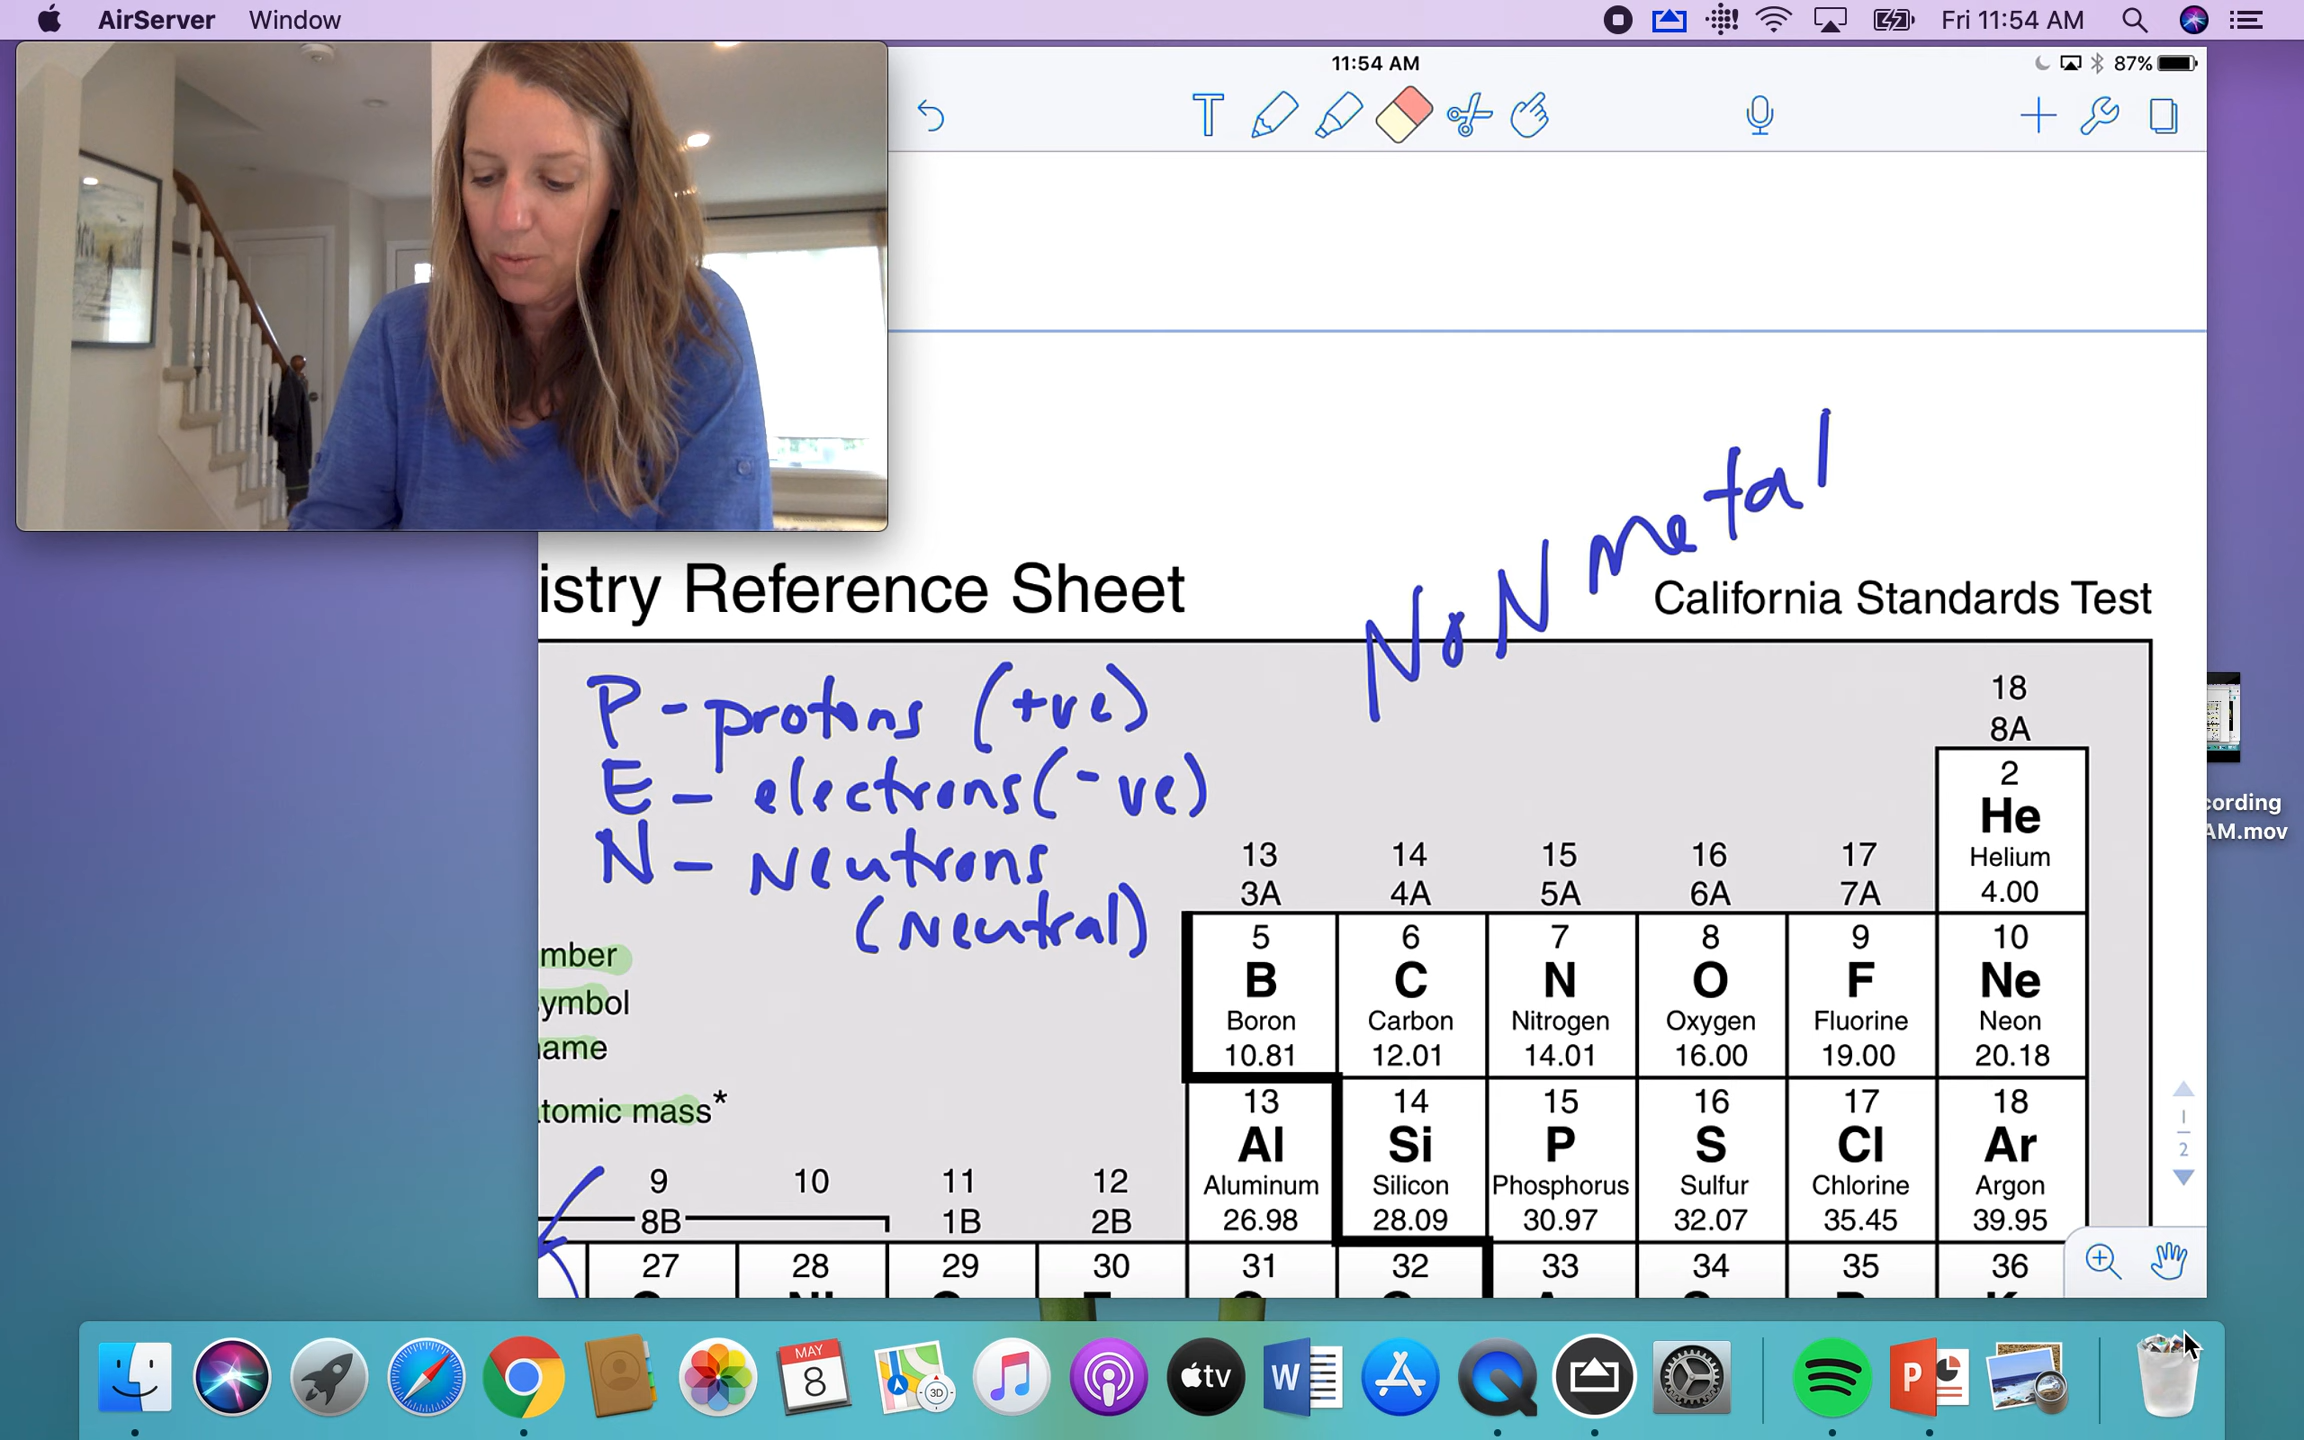 AirServer Window Fri 11:54 AM
11:54 AM 87%
T
NoN metal
istry Reference Sheet
California Standards Test
P - protons (+ve)
E - electrons (-ve)
N - Neutrons
(Neutral)
mber
ymbol
name
tomic mass*
18
8A
2
He
Helium
4.00
13 14 15 16 17
3A 4A 5A 6A 7A
5 6 7 8 9 10
B C N O F Ne
Boron Carbon Nitrogen Oxygen Fluorine Neon
10.81 12.01 14.01 16.00 19.00 20.18
13 14 15 16 17 18
Al Si P S Cl Ar
Aluminum Silicon Phosphorus Sulfur Chlorine Argon
26.98 28.09 30.97 32.07 35.45 39.95
9 10 11 12
8B 1B 2B
27 28 29 30 31 32 33 34 35 36
1
2
cording
AM.mov
MAY
8
3D
tv
W
P